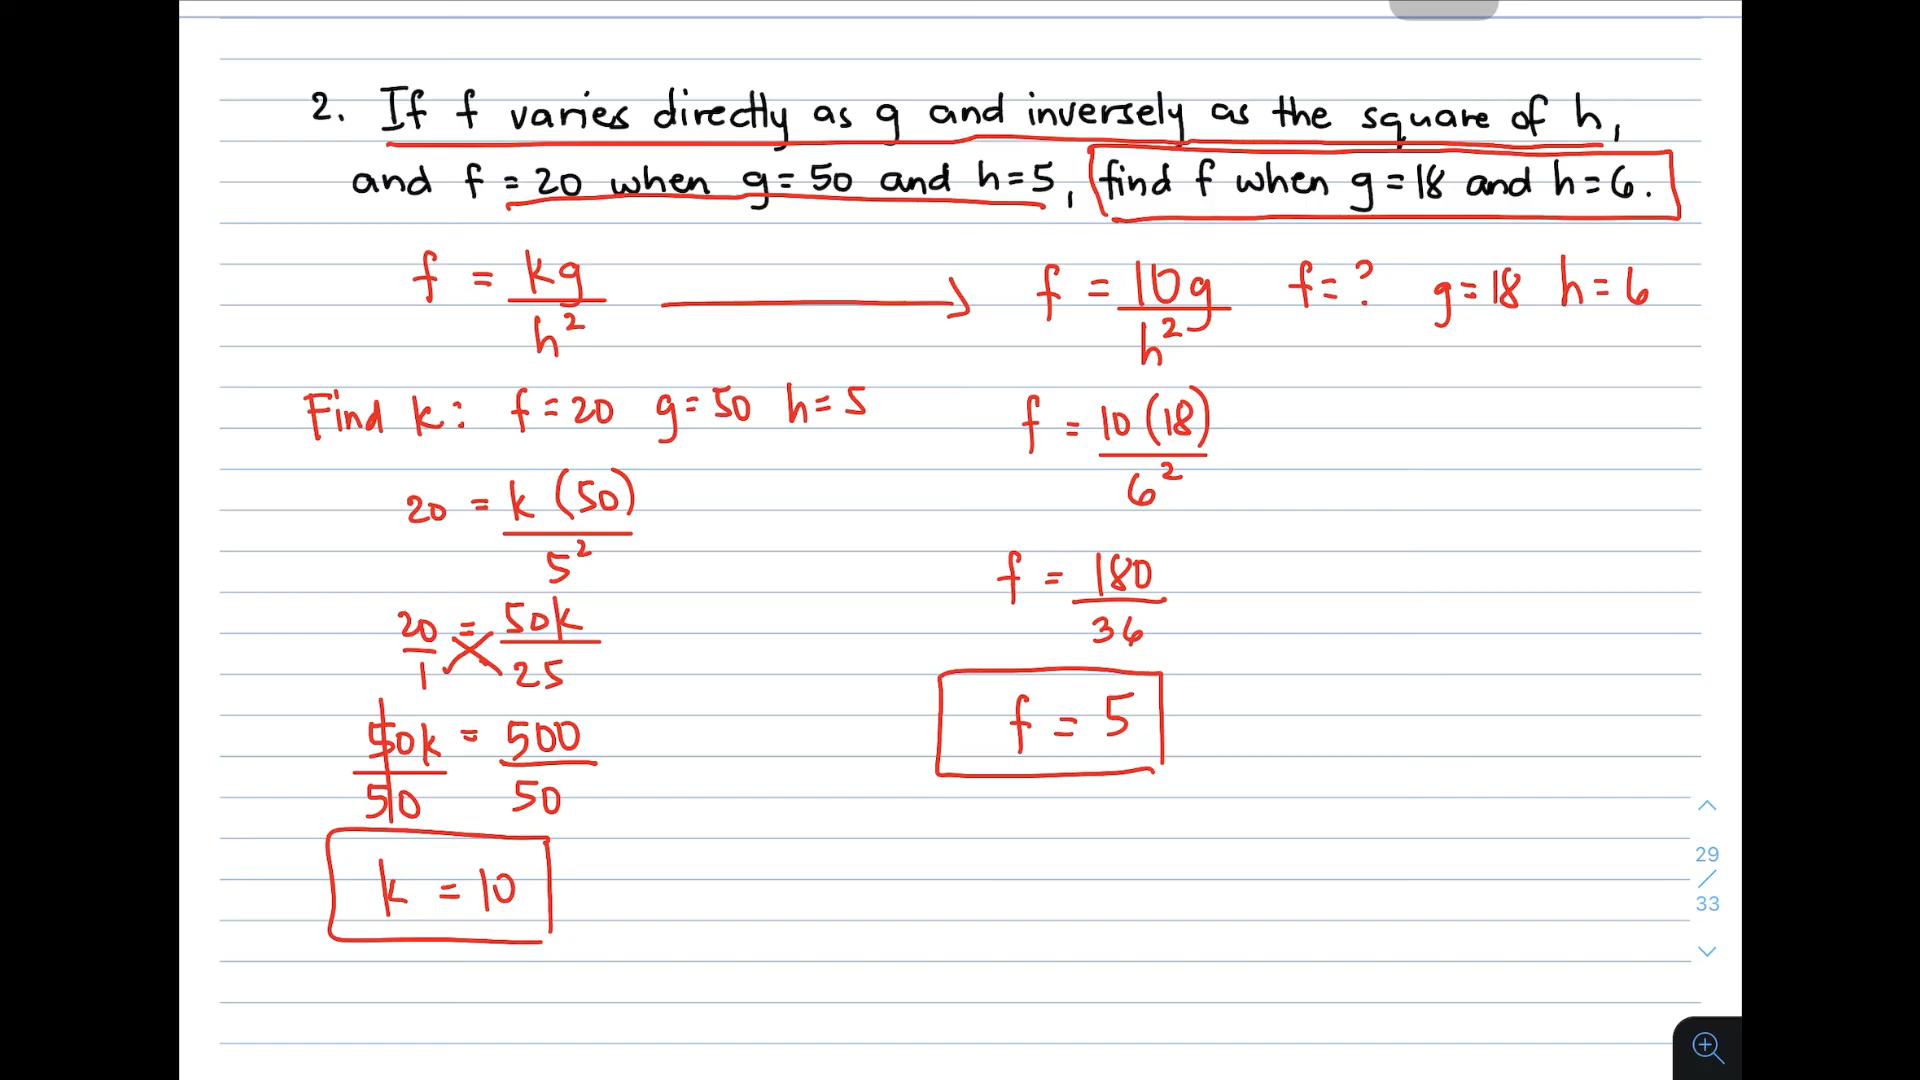 2. If f varies directly as g and inversely as the square of h,
and f = 20 when g = 50 and h = 5, find f when g = 18 and h = 6.
f = kg / h²
Find k: f = 20 g = 50 h = 5
20 = k (50) / 5²
20/1 = 50k / 25
50k / 50 = 500 / 50
k = 10
f = 10g / h² f = ? g = 18 h = 6
f = 10 (18) / 6²
f = 180 / 36
f = 5
29
/
33